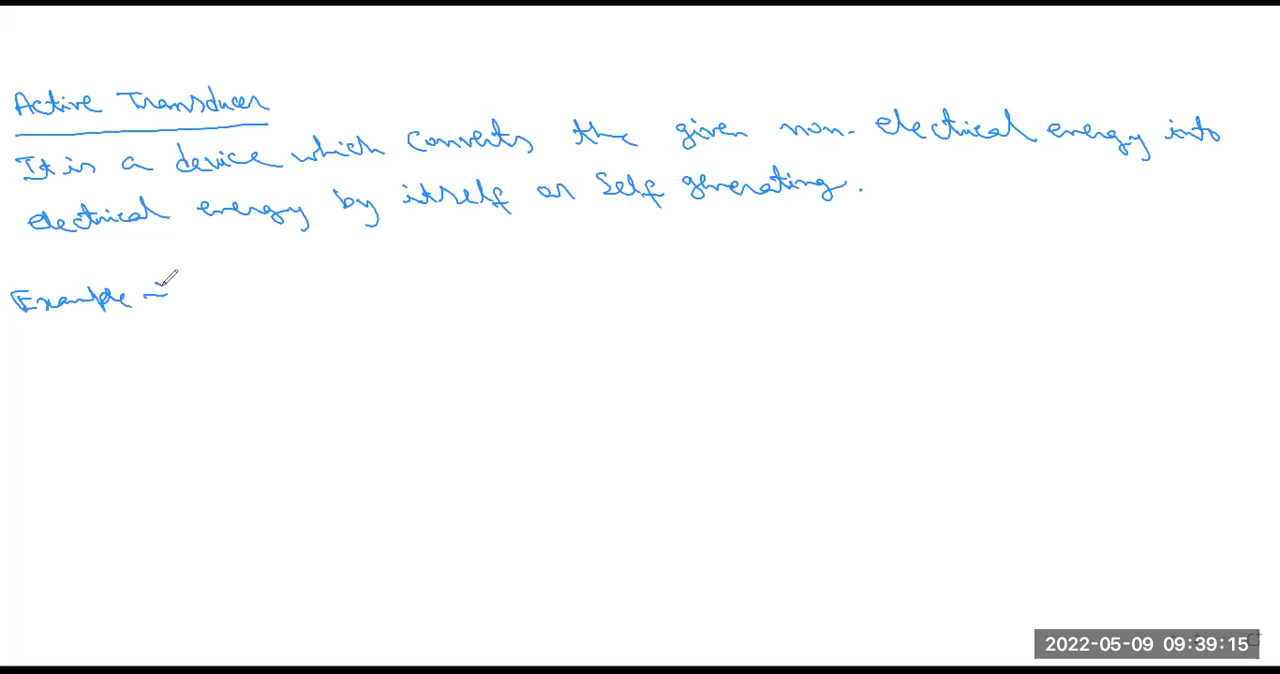 Active Transducer
It is a device which converts the given non-electrical energy into
electrical energy by itself or Self generating.
Example -
2022-05-09 09:39:15